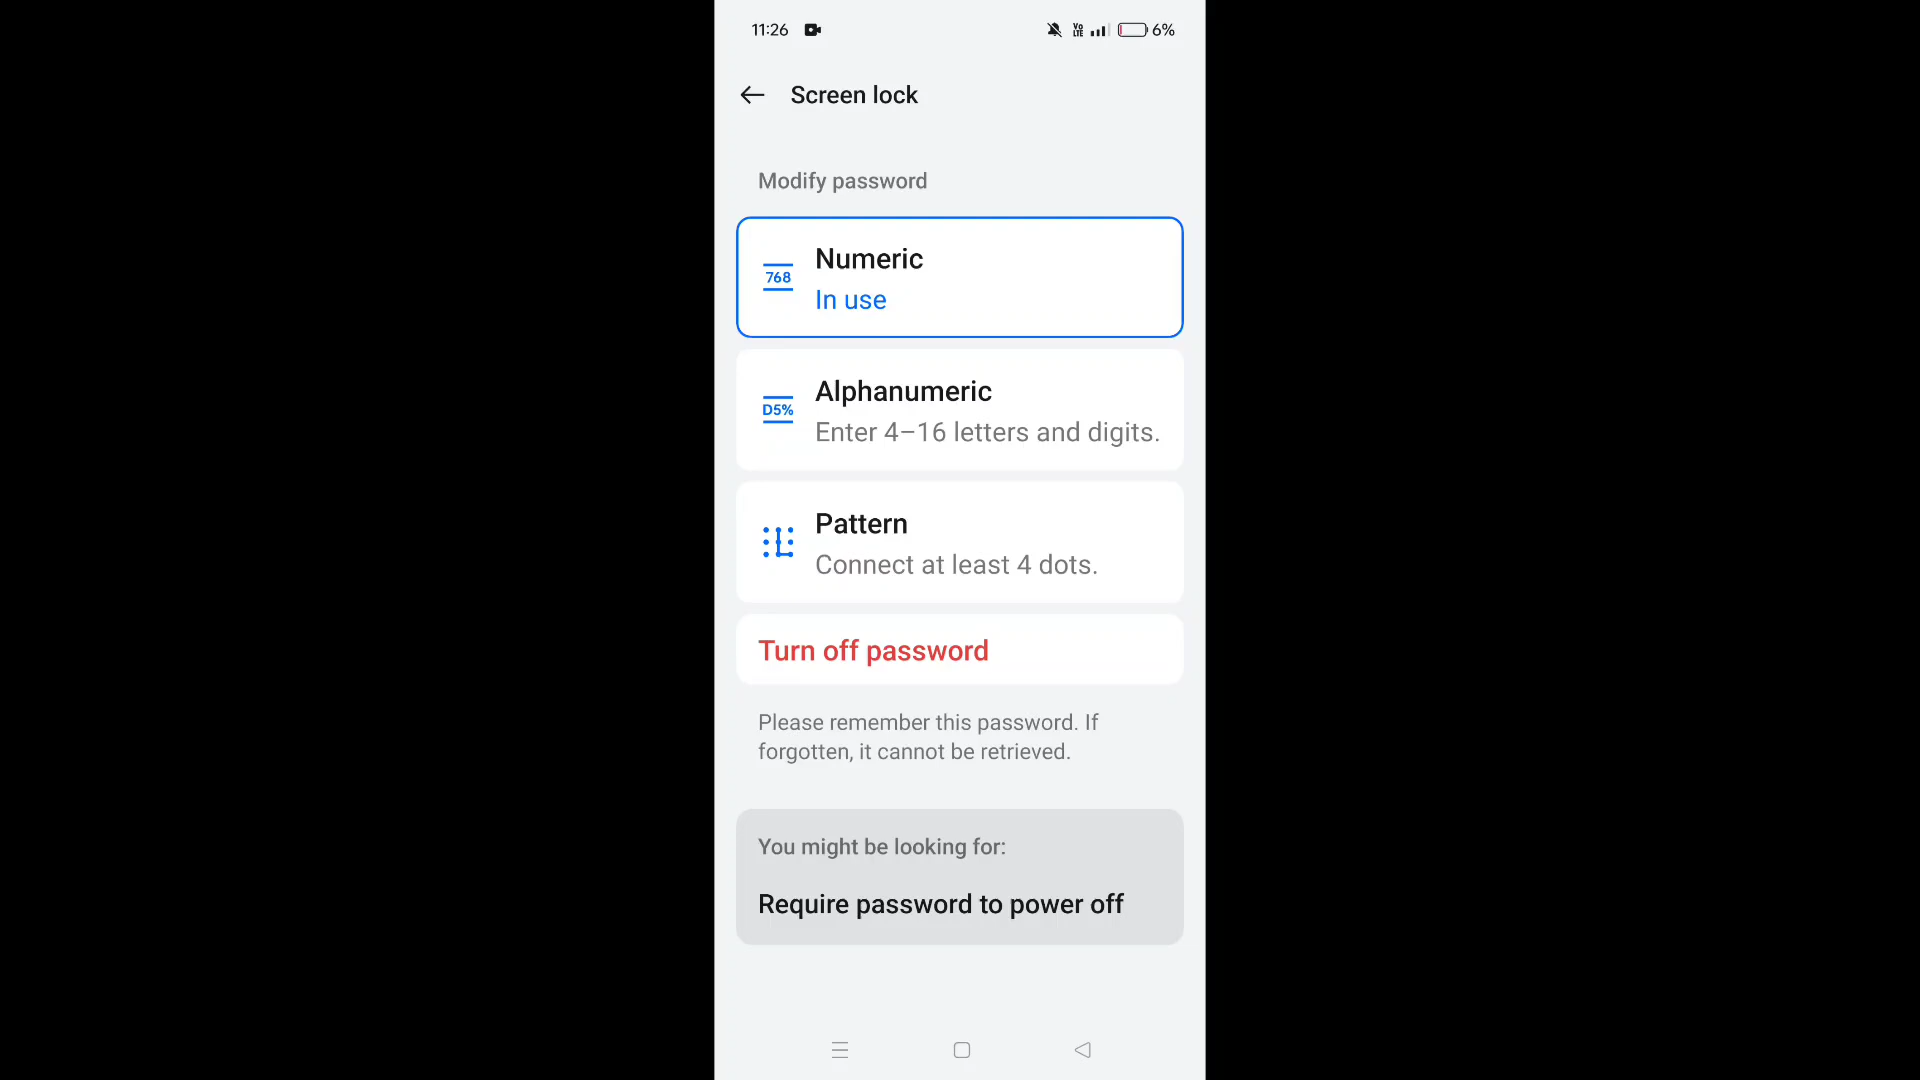 11:26
Vo
LTE
6%
Screen lock
Modify password
768
Numeric
In use
D5%
Alphanumeric
Enter 4–16 letters and digits.
Pattern
Connect at least 4 dots.
Turn off password
Please remember this password. If
forgotten, it cannot be retrieved.
You might be looking for:
Require password to power off